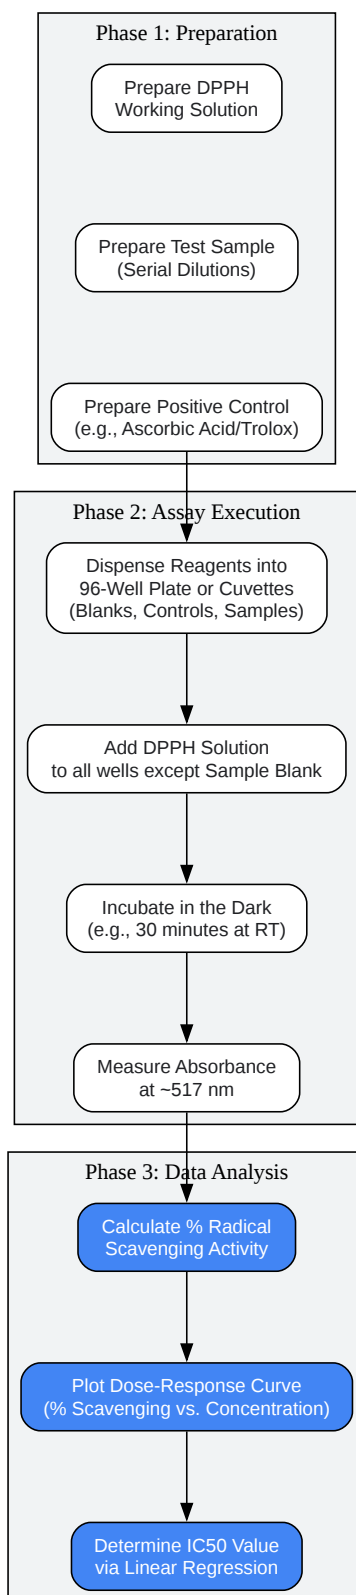 Phase 1: Preparation
Prepare DPPH
Working Solution
Prepare Test Sample
(Serial Dilutions)
Prepare Positive Control
(e.g., Ascorbic Acid/Trolox)
Phase 2: Assay Execution
Dispense Reagents into
96-Well Plate or Cuvettes
(Blanks, Controls, Samples)
Add DPPH Solution
to all wells except Sample Blank
Incubate in the Dark
(e.g., 30 minutes at RT)
Measure Absorbance
at ~517 nm
Phase 3: Data Analysis
Calculate % Radical
Scavenging Activity
Plot Dose-Response Curve
(% Scavenging vs. Concentration)
Determine IC50 Value
via Linear Regression